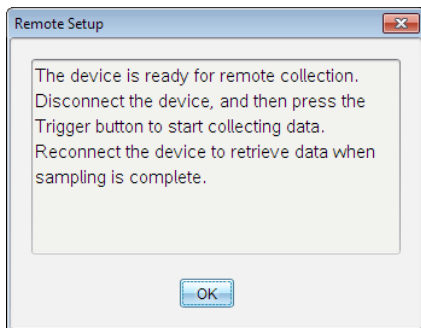 Remote Setup
The device is ready for remote collection.
Disconnect the device, and then press the
Trigger button to start collecting data.
Reconnect the device to retrieve data when
sampling is complete.
OK